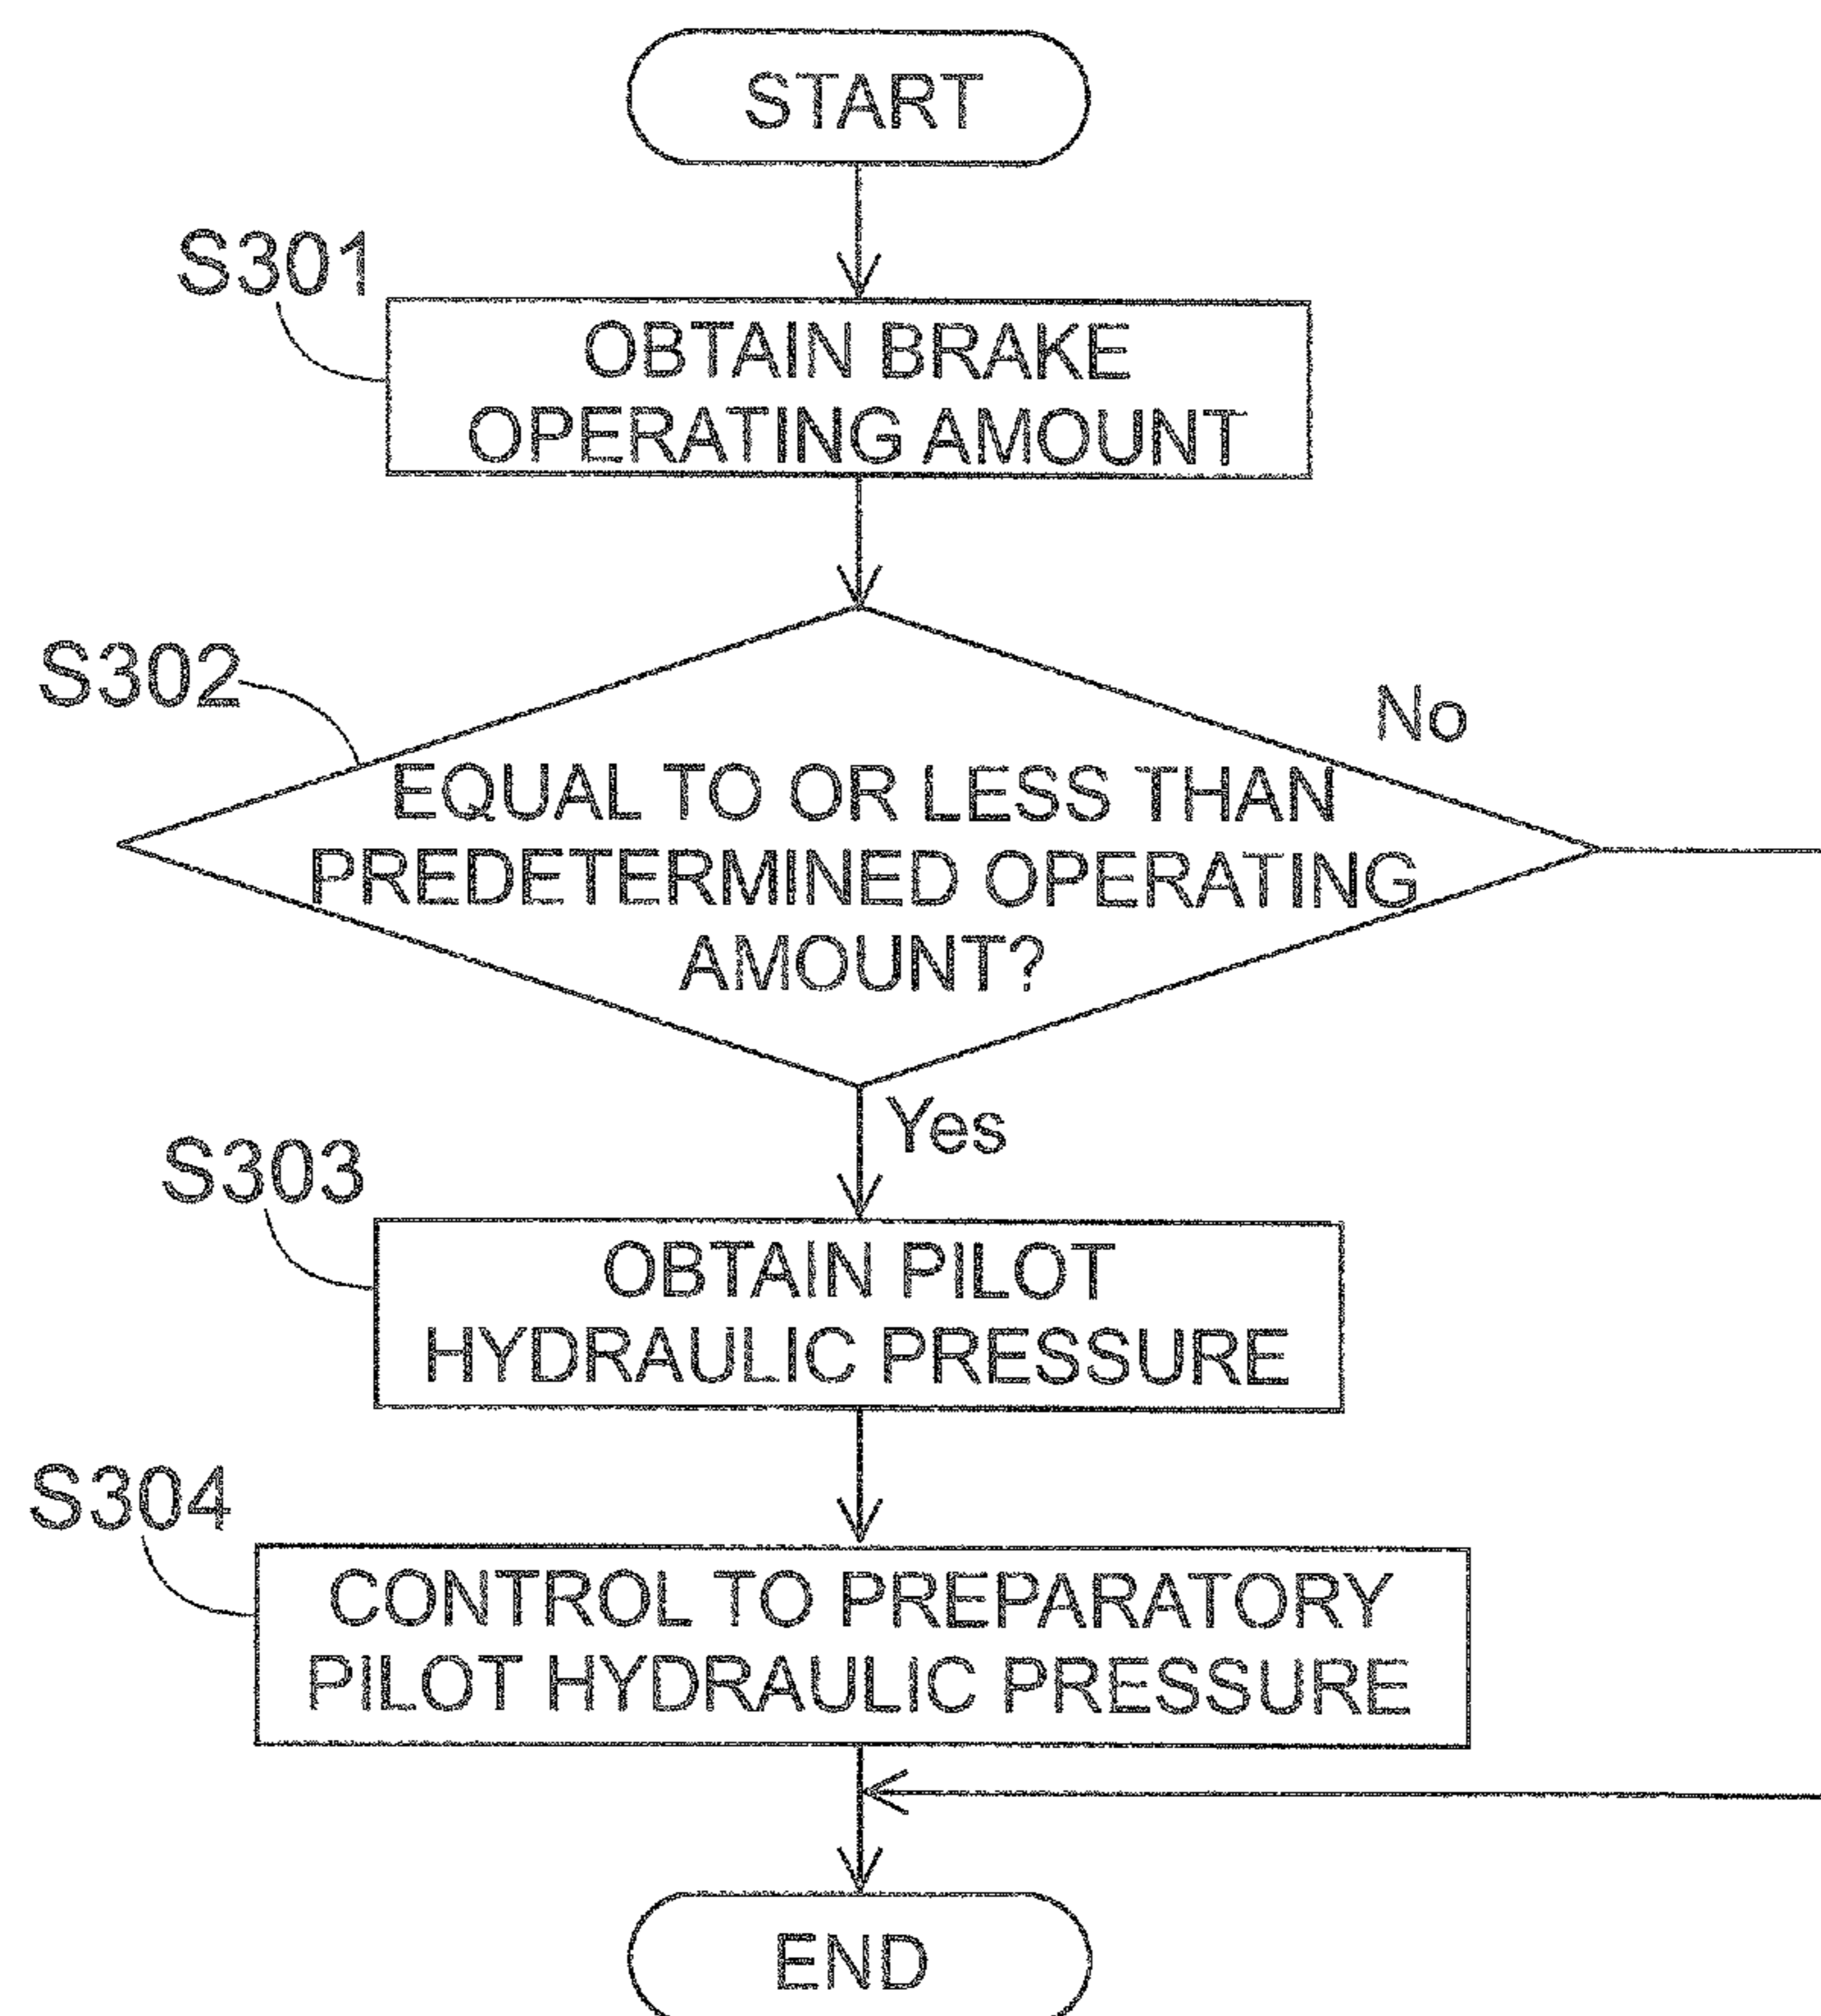 START
S301
OBTAIN BRAKE
OPERATING AMOUNT
S302
No
EQUAL TO OR LESS THAN
PREDETERMINED OPERATING
AMOUNT?
Yes
S303
OBTAIN PILOT
HYDRAULIC PRESSURE
S304
CONTROL TO PREPARATORY
PILOT HYDRAULIC PRESSURE
END